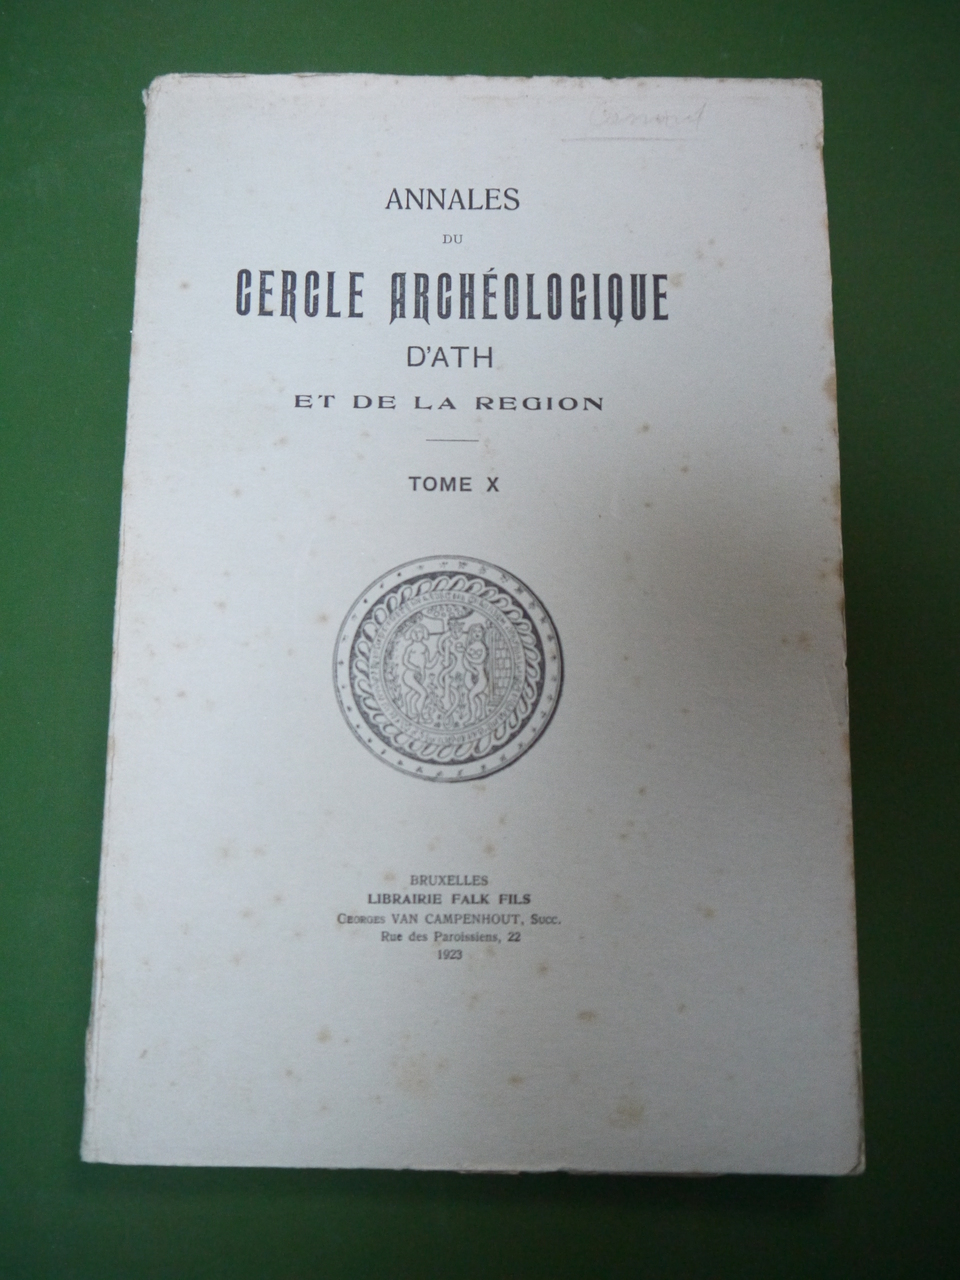 ANNALES
DU
CERCLE ARCHÉOLOGIQUE
D'ATH
ET DE LA REGION
TOME X
BRUXELLES
LIBRAIRIE FALK FILS
GEORGES VAN CAMPENHOUT, SUCC.
Rue des Paroissiens, 22
1923